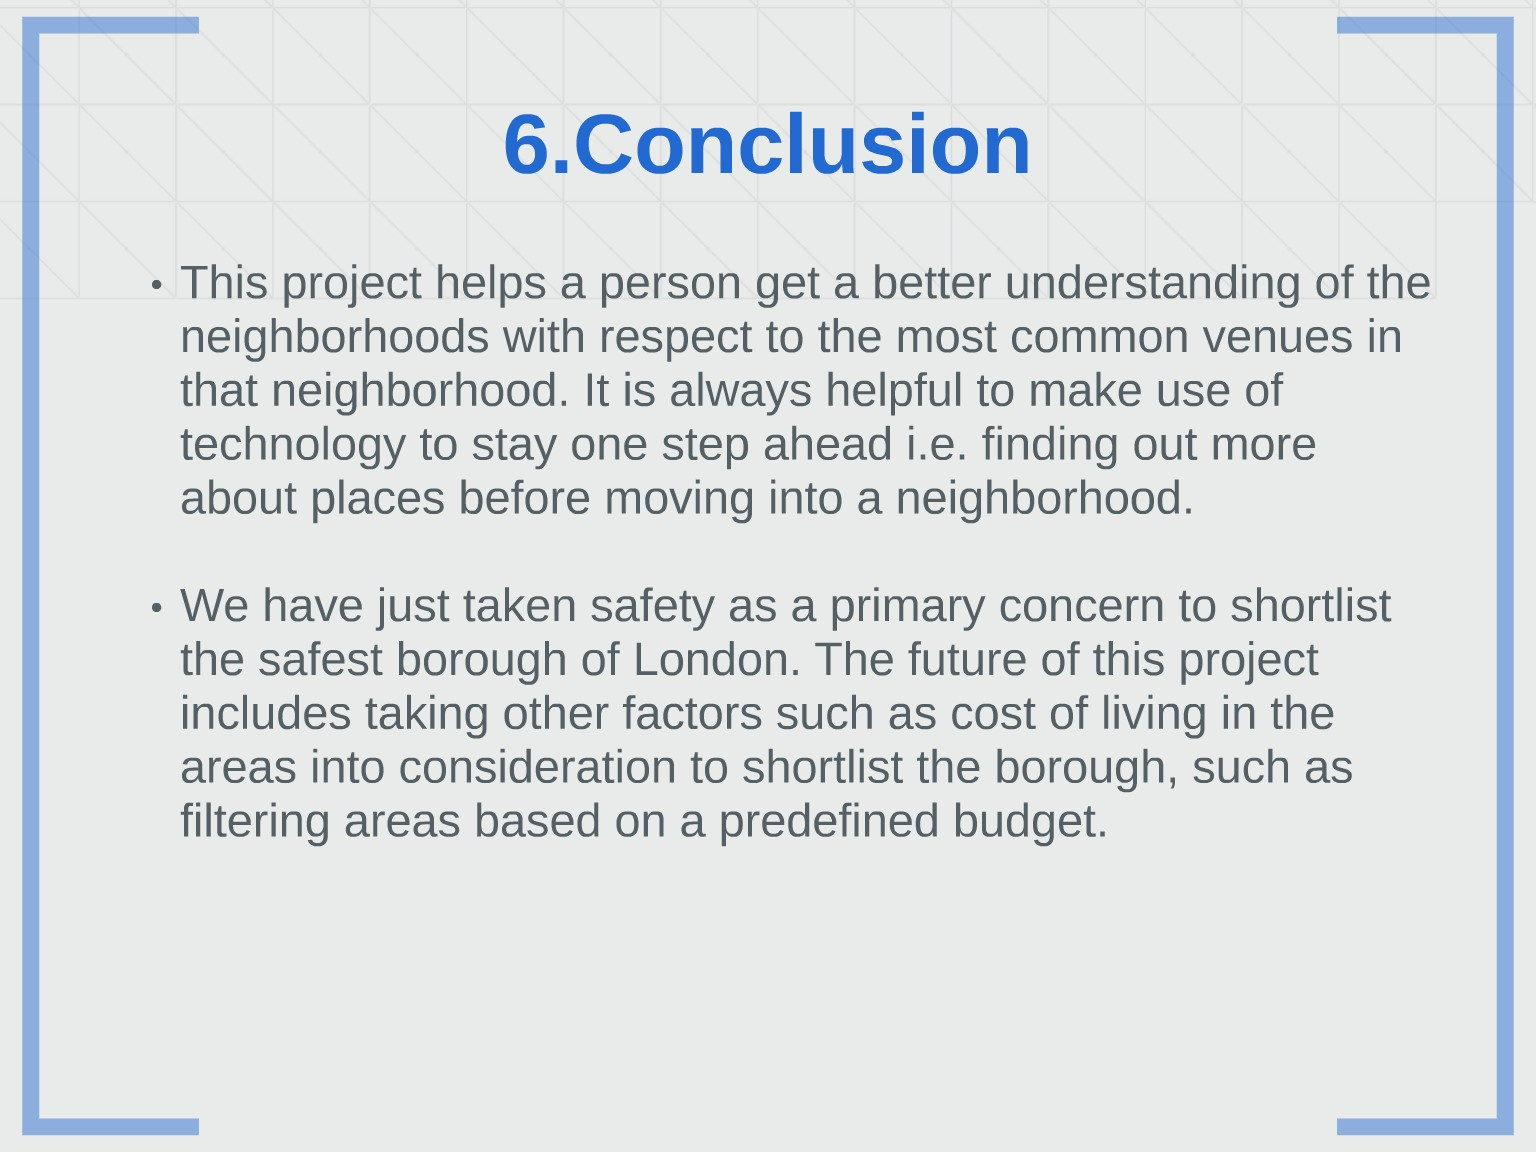 6.Conclusion
• This project helps a person get a better understanding of the
neighborhoods with respect to the most common venues in
that neighborhood. It is always helpful to make use of
technology to stay one step ahead i.e. finding out more
about places before moving into a neighborhood.
• We have just taken safety as a primary concern to shortlist
the safest borough of London. The future of this project
includes taking other factors such as cost of living in the
areas into consideration to shortlist the borough, such as
filtering areas based on a predefined budget.